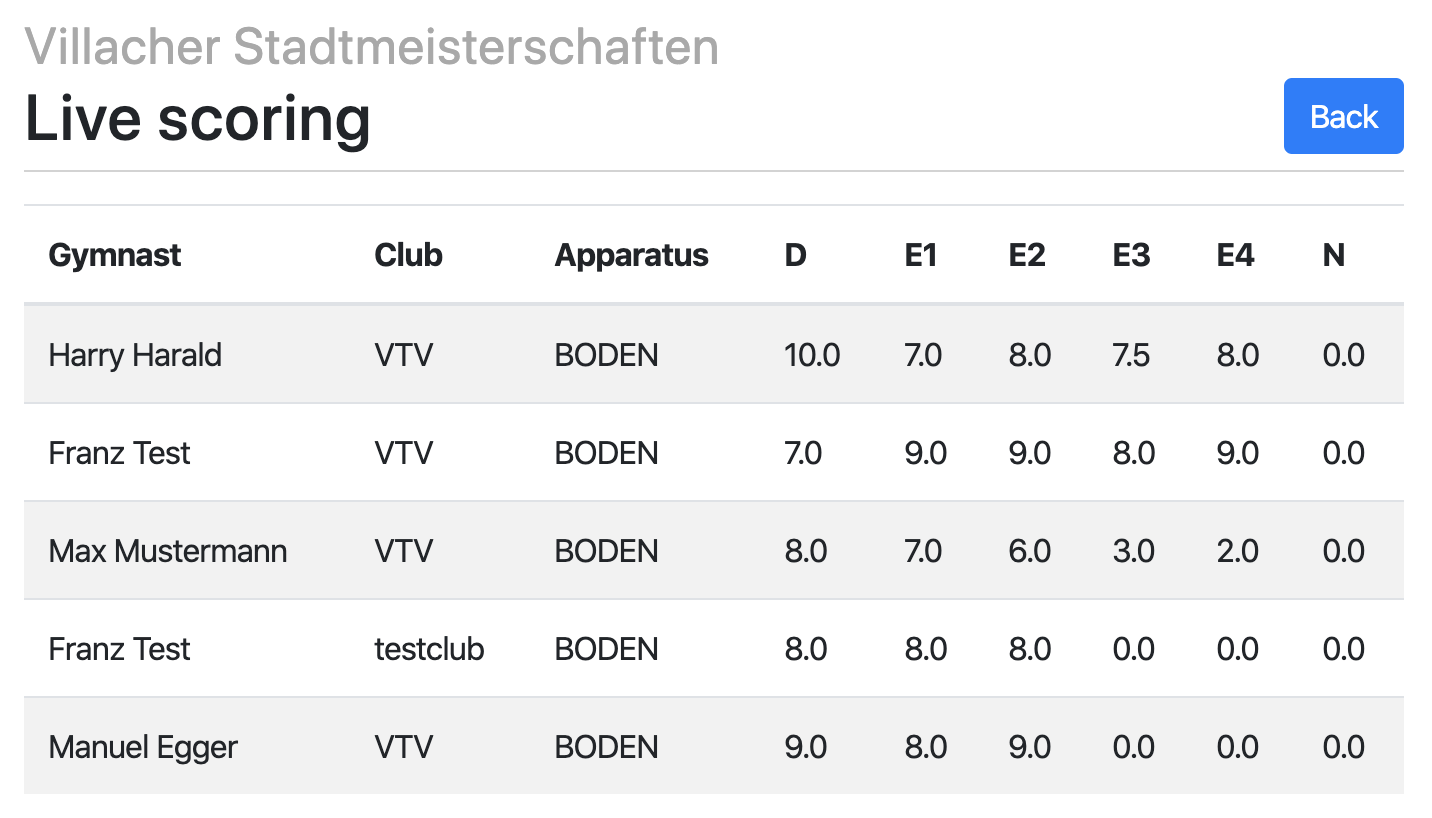 Villacher Stadtmeisterschaften
Live scoring
Back
Gymnast Club Apparatus D E1 E2 E3 E4 N
Harry Harald VTV BODEN 10.0 7.0 8.0 7.5 8.0 0.0
Franz Test VTV BODEN 7.0 9.0 9.0 8.0 9.0 0.0
Max Mustermann VTV BODEN 8.0 7.0 6.0 3.0 2.0 0.0
Franz Test testclub BODEN 8.0 8.0 8.0 0.0 0.0 0.0
Manuel Egger VTV BODEN 9.0 8.0 9.0 0.0 0.0 0.0